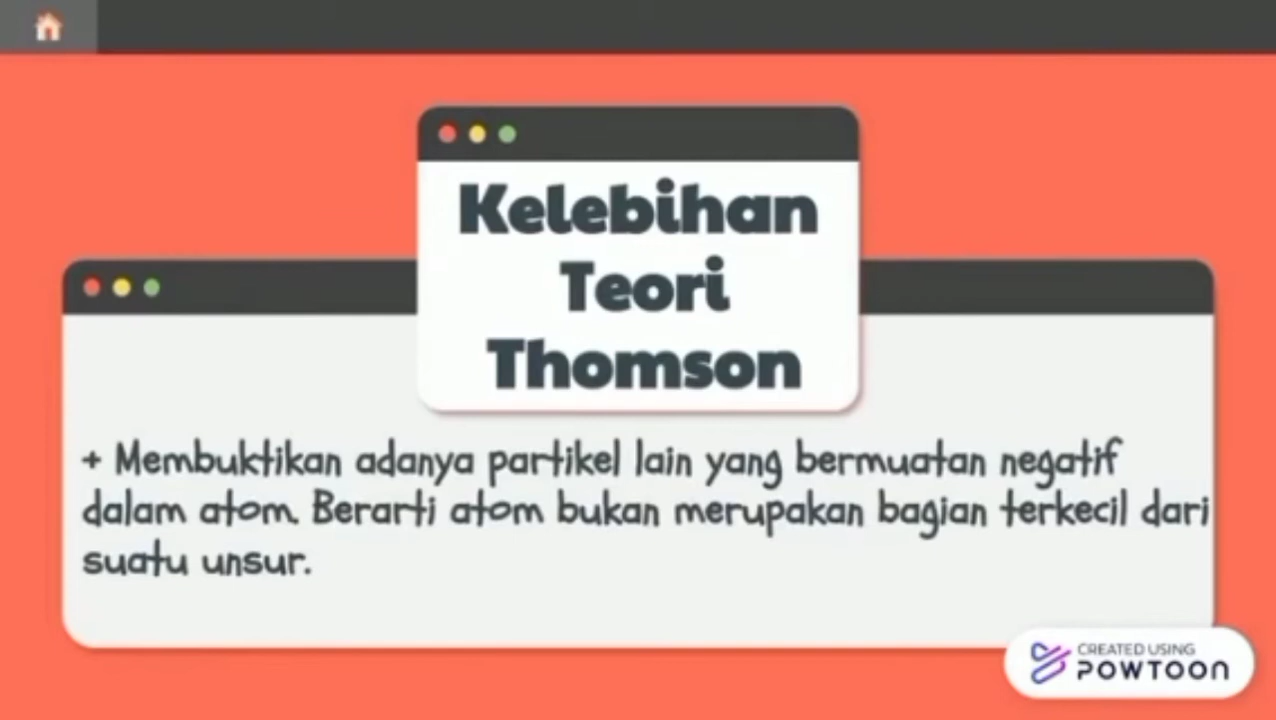 Kelebihan
Teori
Thomson
+ Membuktikan adanya partikel lain yang bermuatan negatif
dalam atom. Berarti atom bukan merupakan bagian terkecil dari
suatu unsur.
CREATED USING
POWTOON